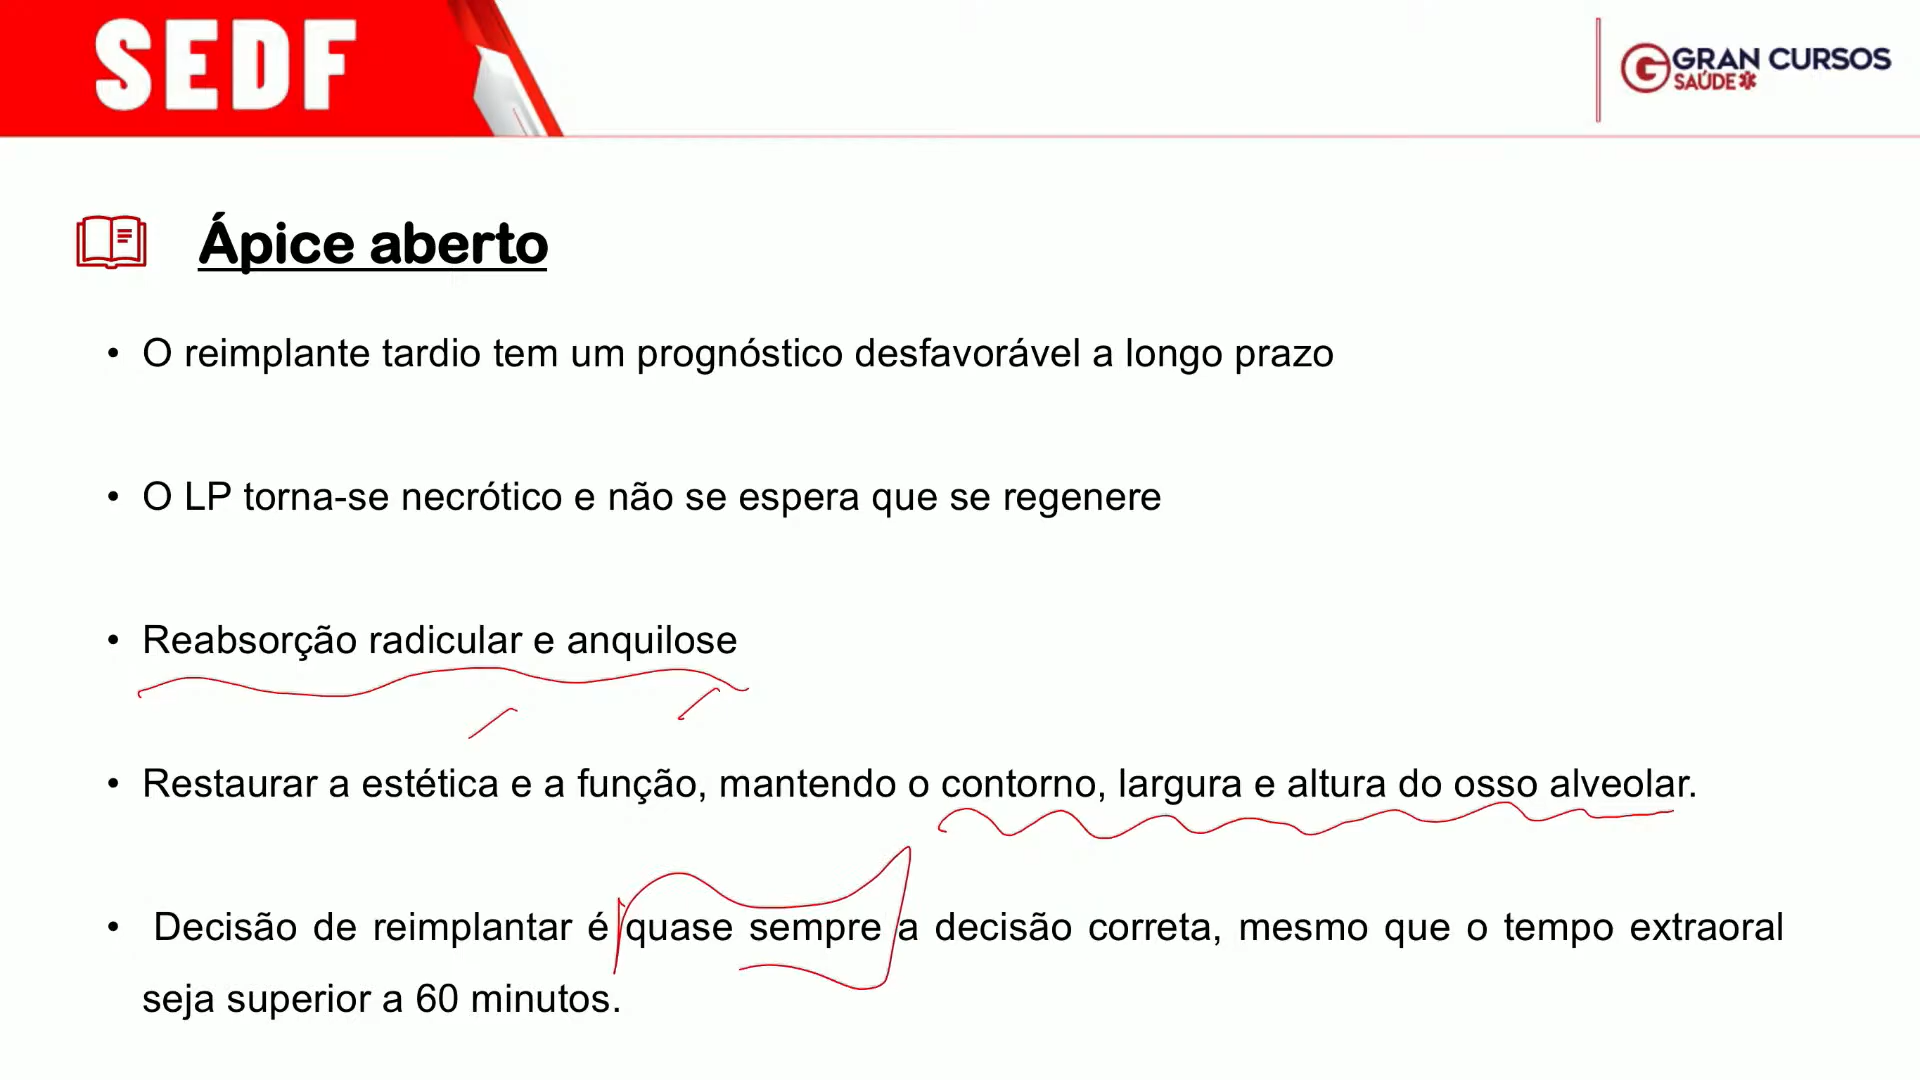 SEDF
GRAN CURSOS
SAÚDE
Ápice aberto
• O reimplante tardio tem um prognóstico desfavorável a longo prazo
• O LP torna-se necrótico e não se espera que se regenere
• Reabsorção radicular e anquilose
• Restaurar a estética e a função, mantendo o contorno, largura e altura do osso alveolar.
• Decisão de reimplantar é quase sempre a decisão correta, mesmo que o tempo extraoral
seja superior a 60 minutos.